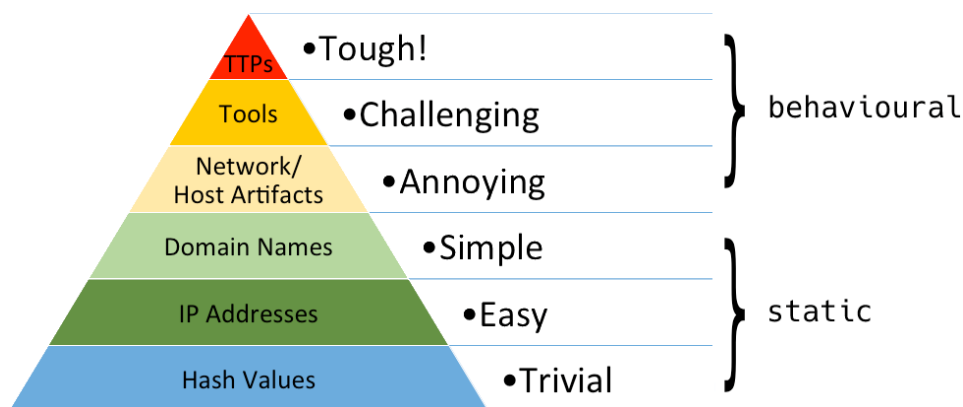 TTPs
•Tough!
Tools
•Challenging
behavioural
Network/
Host Artifacts
•Annoying
Domain Names
•Simple
IP Addresses
•Easy
static
Hash Values
•Trivial